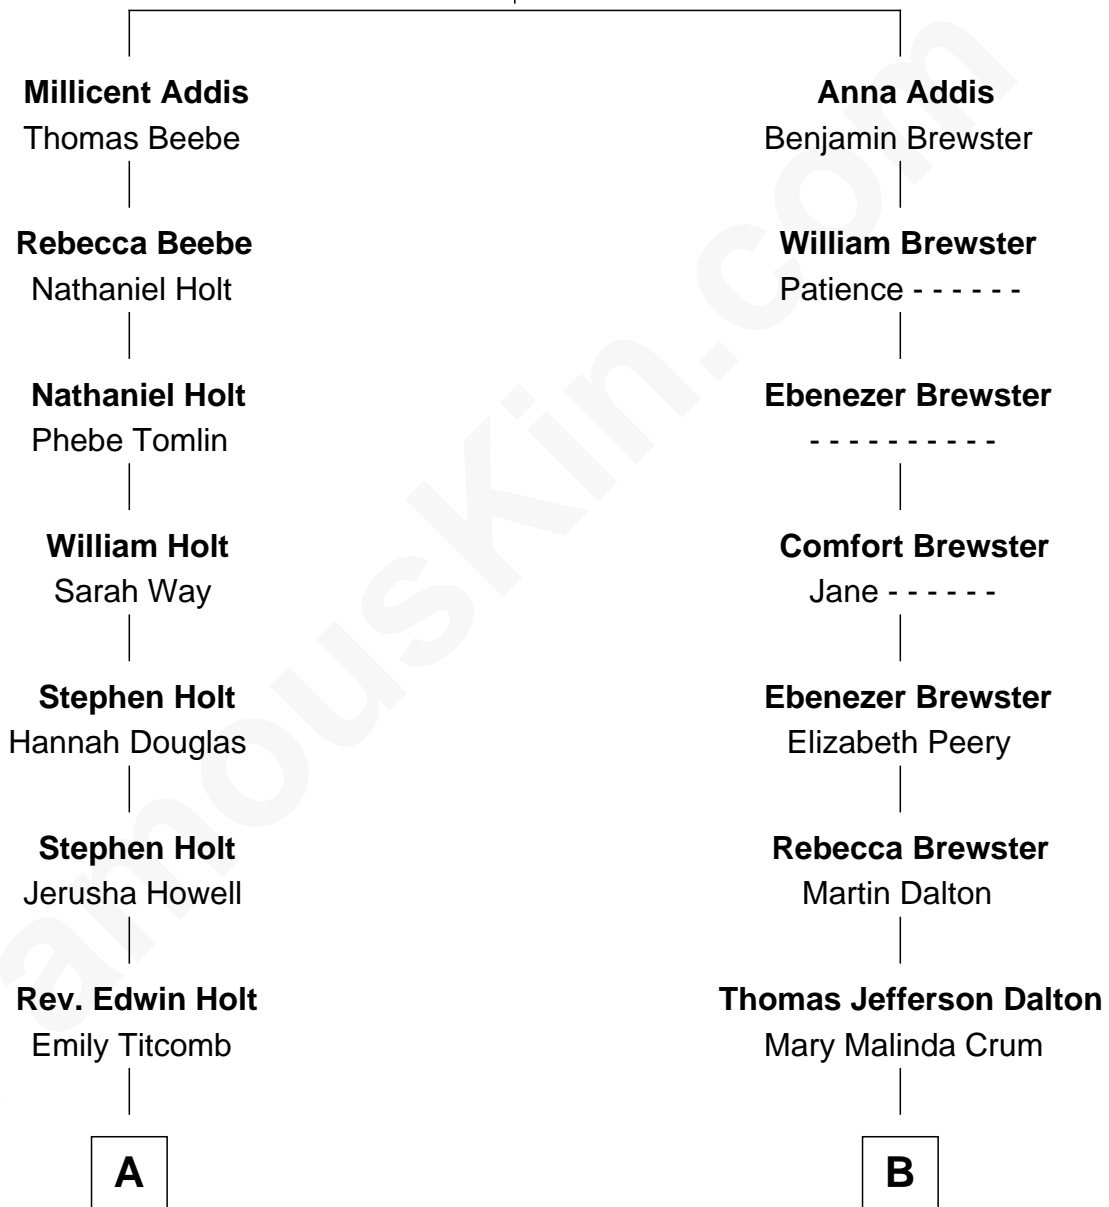 Millicent Addis
Thomas Beebe
Rebecca Beebe
Nathaniel Holt
Nathaniel Holt
Phebe Tomlin
William Holt
Sarah Way
Stephen Holt
Hannah Douglas
Stephen Holt
Jerusha Howell
Rev. Edwin Holt
Emily Titcomb
A
Anna Addis
Benjamin Brewster
William Brewster
Patience - - - - - -
Ebenezer Brewster
- - - - - - - - - -
Comfort Brewster
Jane - - - - - -
Ebenezer Brewster
Elizabeth Peery
Rebecca Brewster
Martin Dalton
Thomas Jefferson Dalton
Mary Malinda Crum
B
amousKin.com